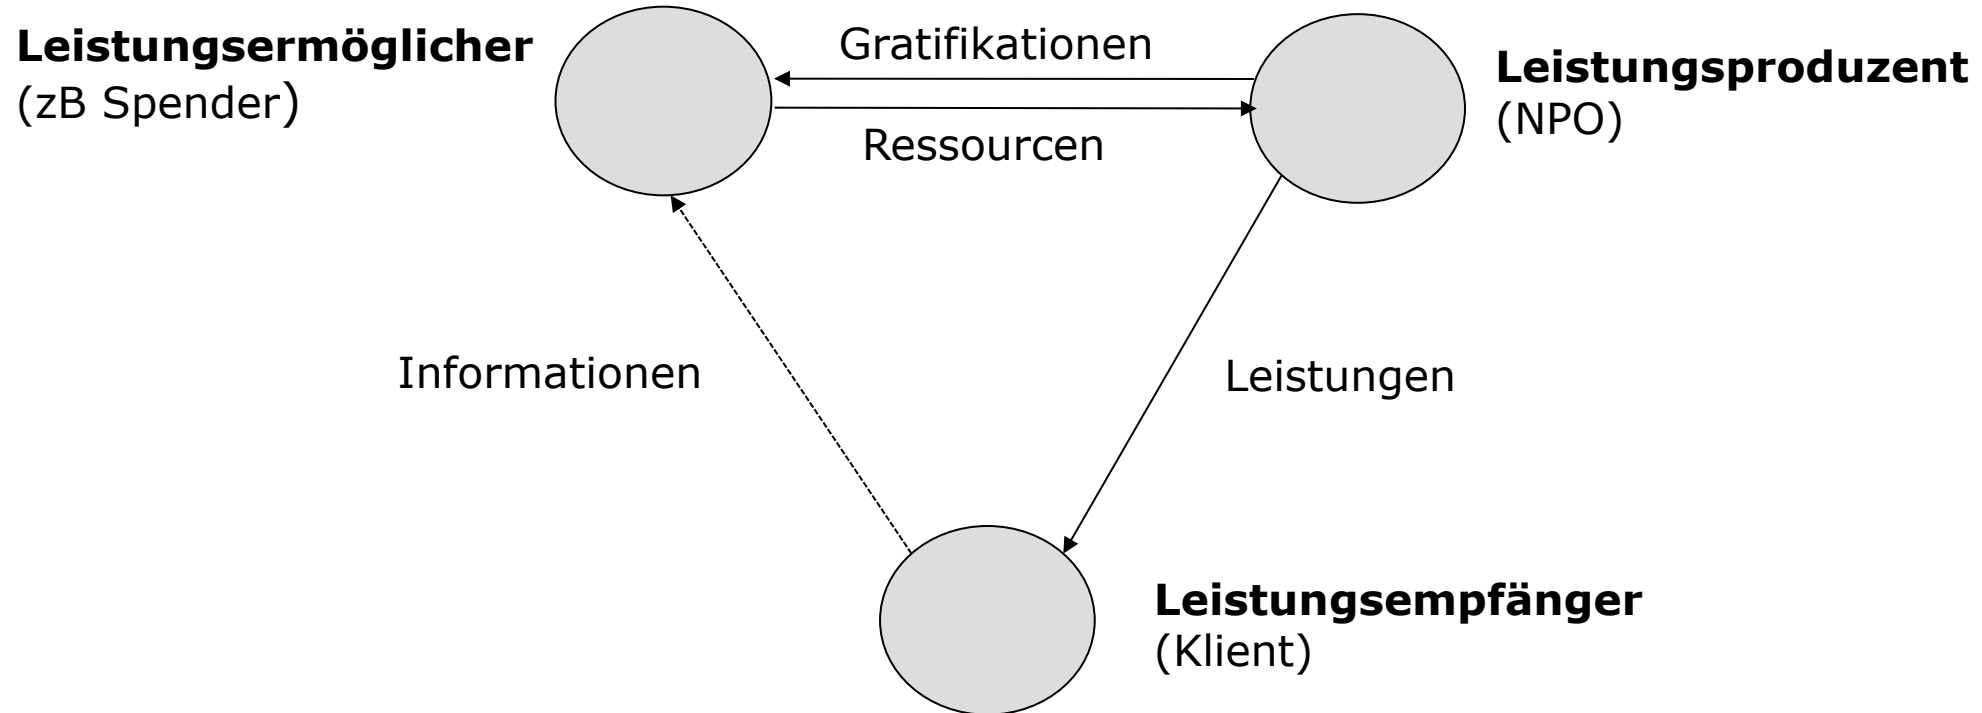 Leistungsermöglicher
(zB Spender)
Gratifikationen
Ressourcen
Leistungsproduzent
(NPO)
Informationen
Leistungen
Leistungsempfänger
(Klient)